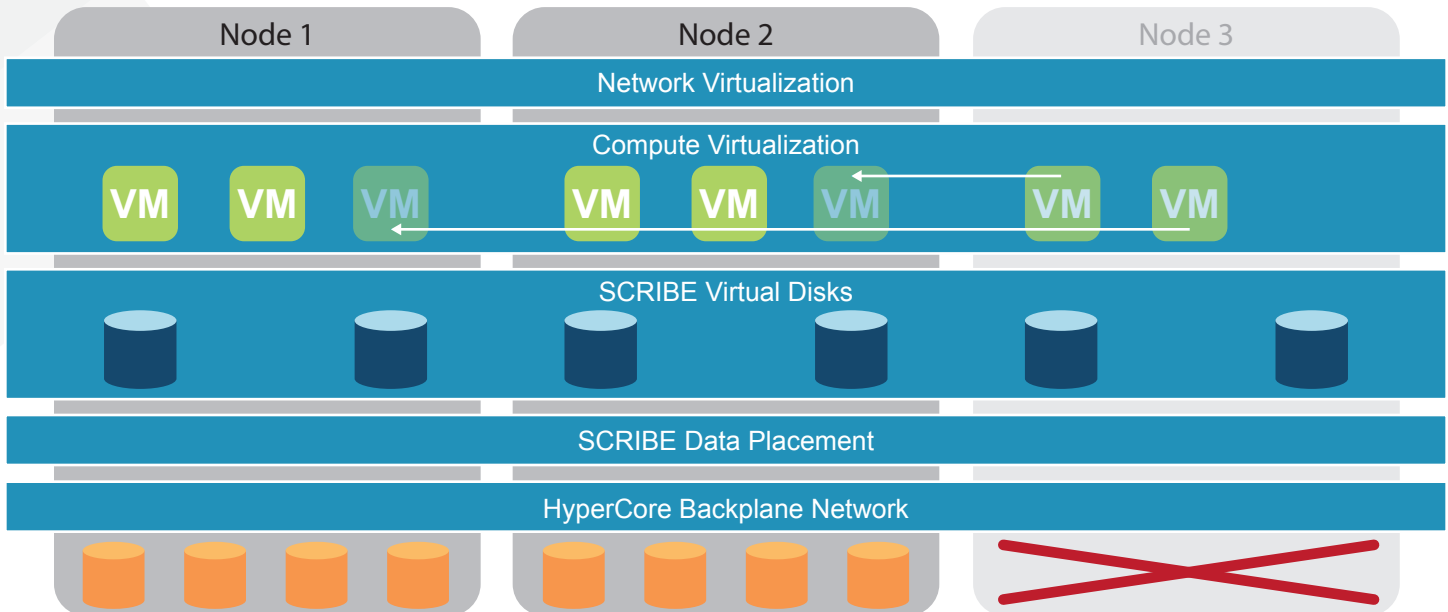 Node 1 Node 2 Node 3
Network Virtualization
Compute Virtualization
VM VM VM VM VM VM VM VM
SCRIBE Virtual Disks
SCRIBE Data Placement
HyperCore Backplane Network